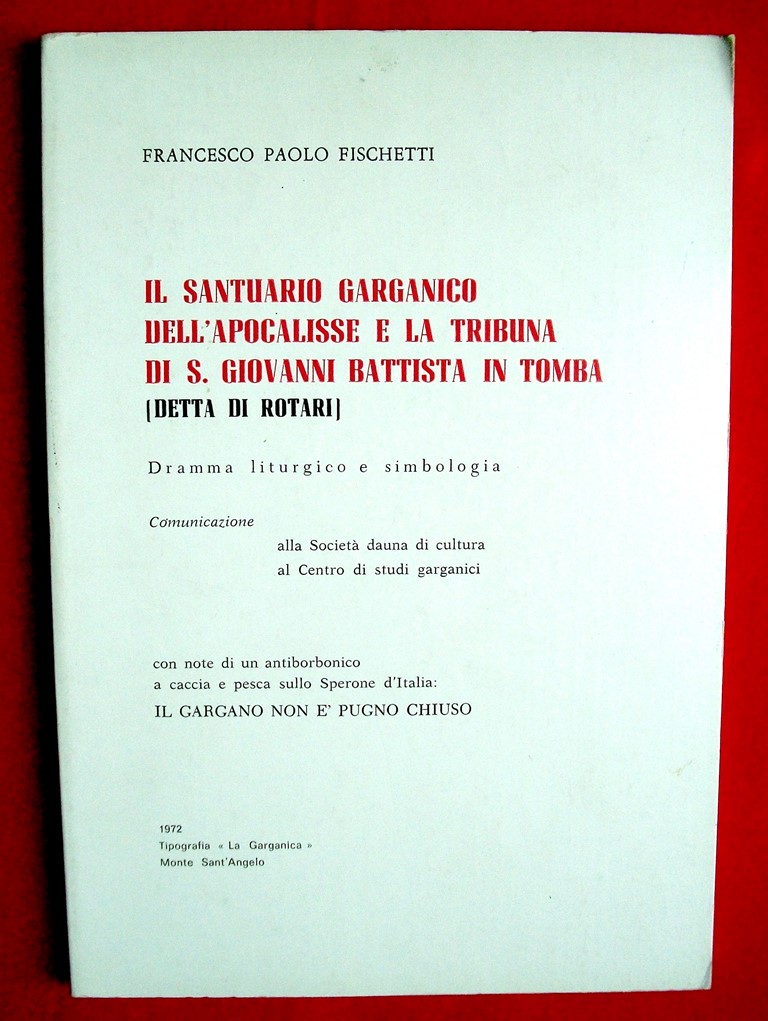 FRANCESCO PAOLO FISCHETTI
IL SANTUARIO GARGANICO
DELL'APOCALISSE E LA TRIBUNA
DI S. GIOVANNI BATTISTA IN TOMBA
(DETTA DI ROTARI)
Dramma liturgico e simbologia
Comunicazione
alla Società dauna di cultura
al Centro di studi garganici
con note di un antiborbonico
a caccia e pesca sullo Sperone d'Italia:
IL GARGANO NON E' PUGNO CHIUSO
1972
Tipografia « La Garganica »
Monte Sant'Angelo